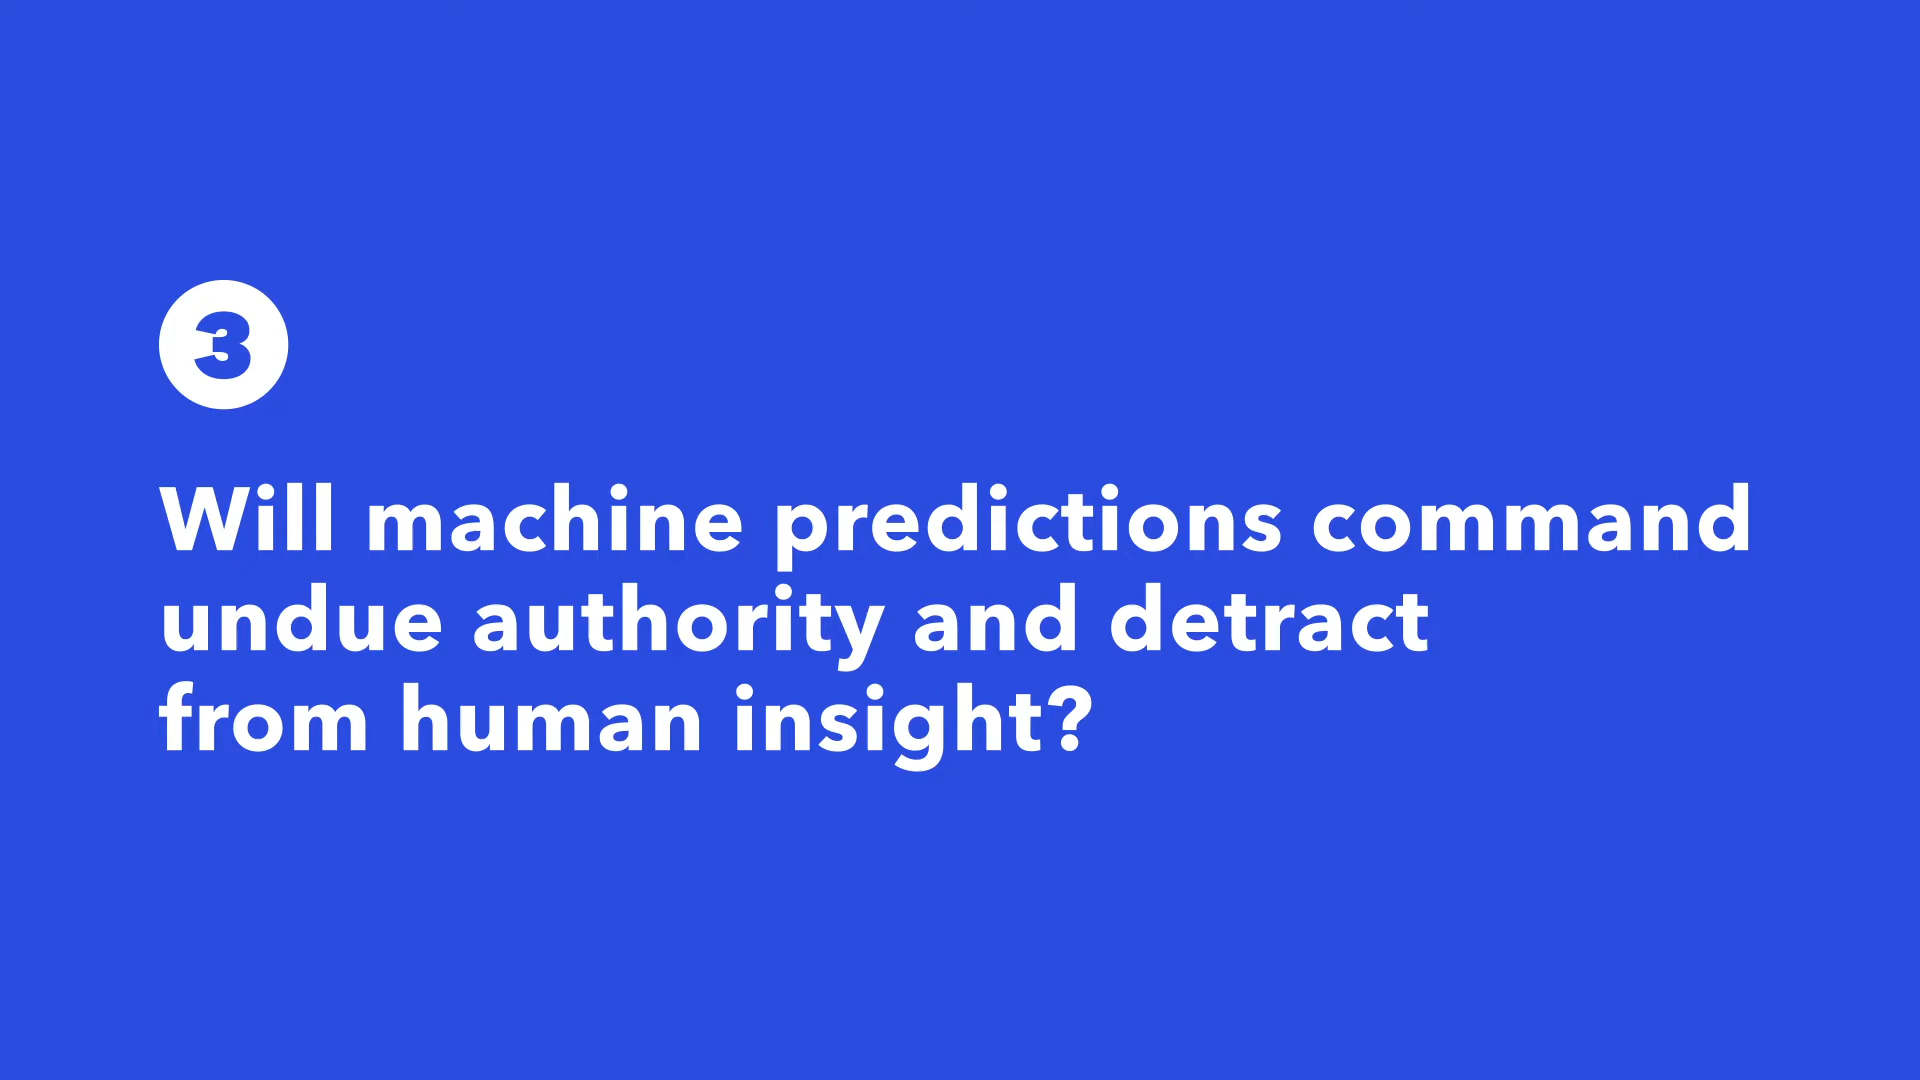 3
Will machine predictions command
undue authority and detract
from human insight?